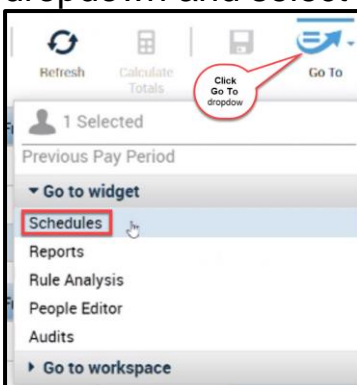 dropdown and select
Refresh
Calculate
Totals
Click
Go To
dropdow
Go To
1 Selected
Previous Pay Period
Go to widget
Schedules
Reports
Rule Analysis
People Editor
Audits
Go to workspace